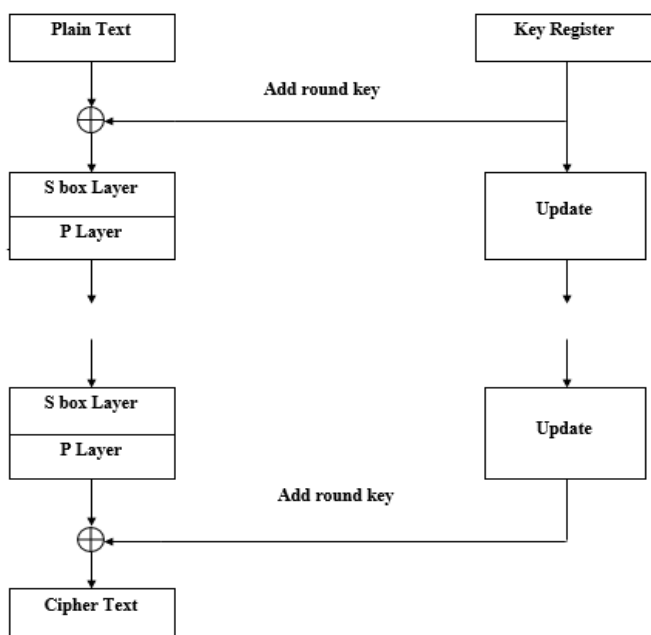 Plain Text
Key Register
Add round key
S box Layer
P Layer
Update
S box Layer
P Layer
Update
Add round key
Cipher Text